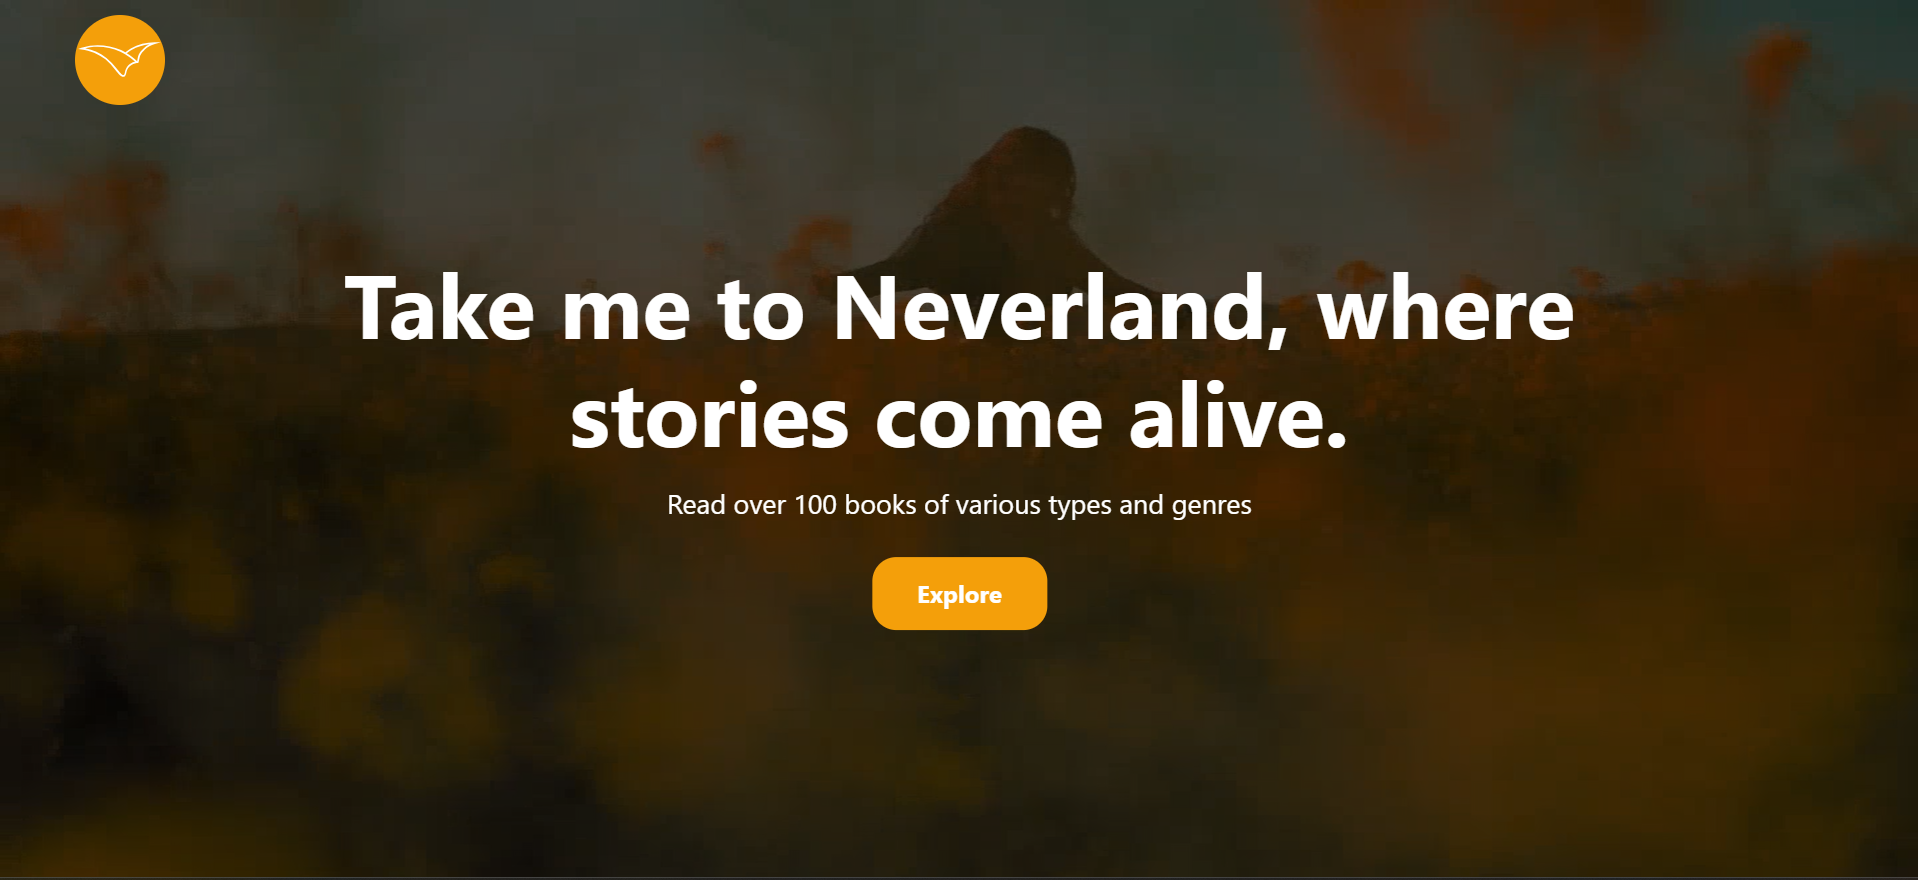 Take me to Neverland, where
stories come alive.
Read over 100 books of various types and genres
Explore